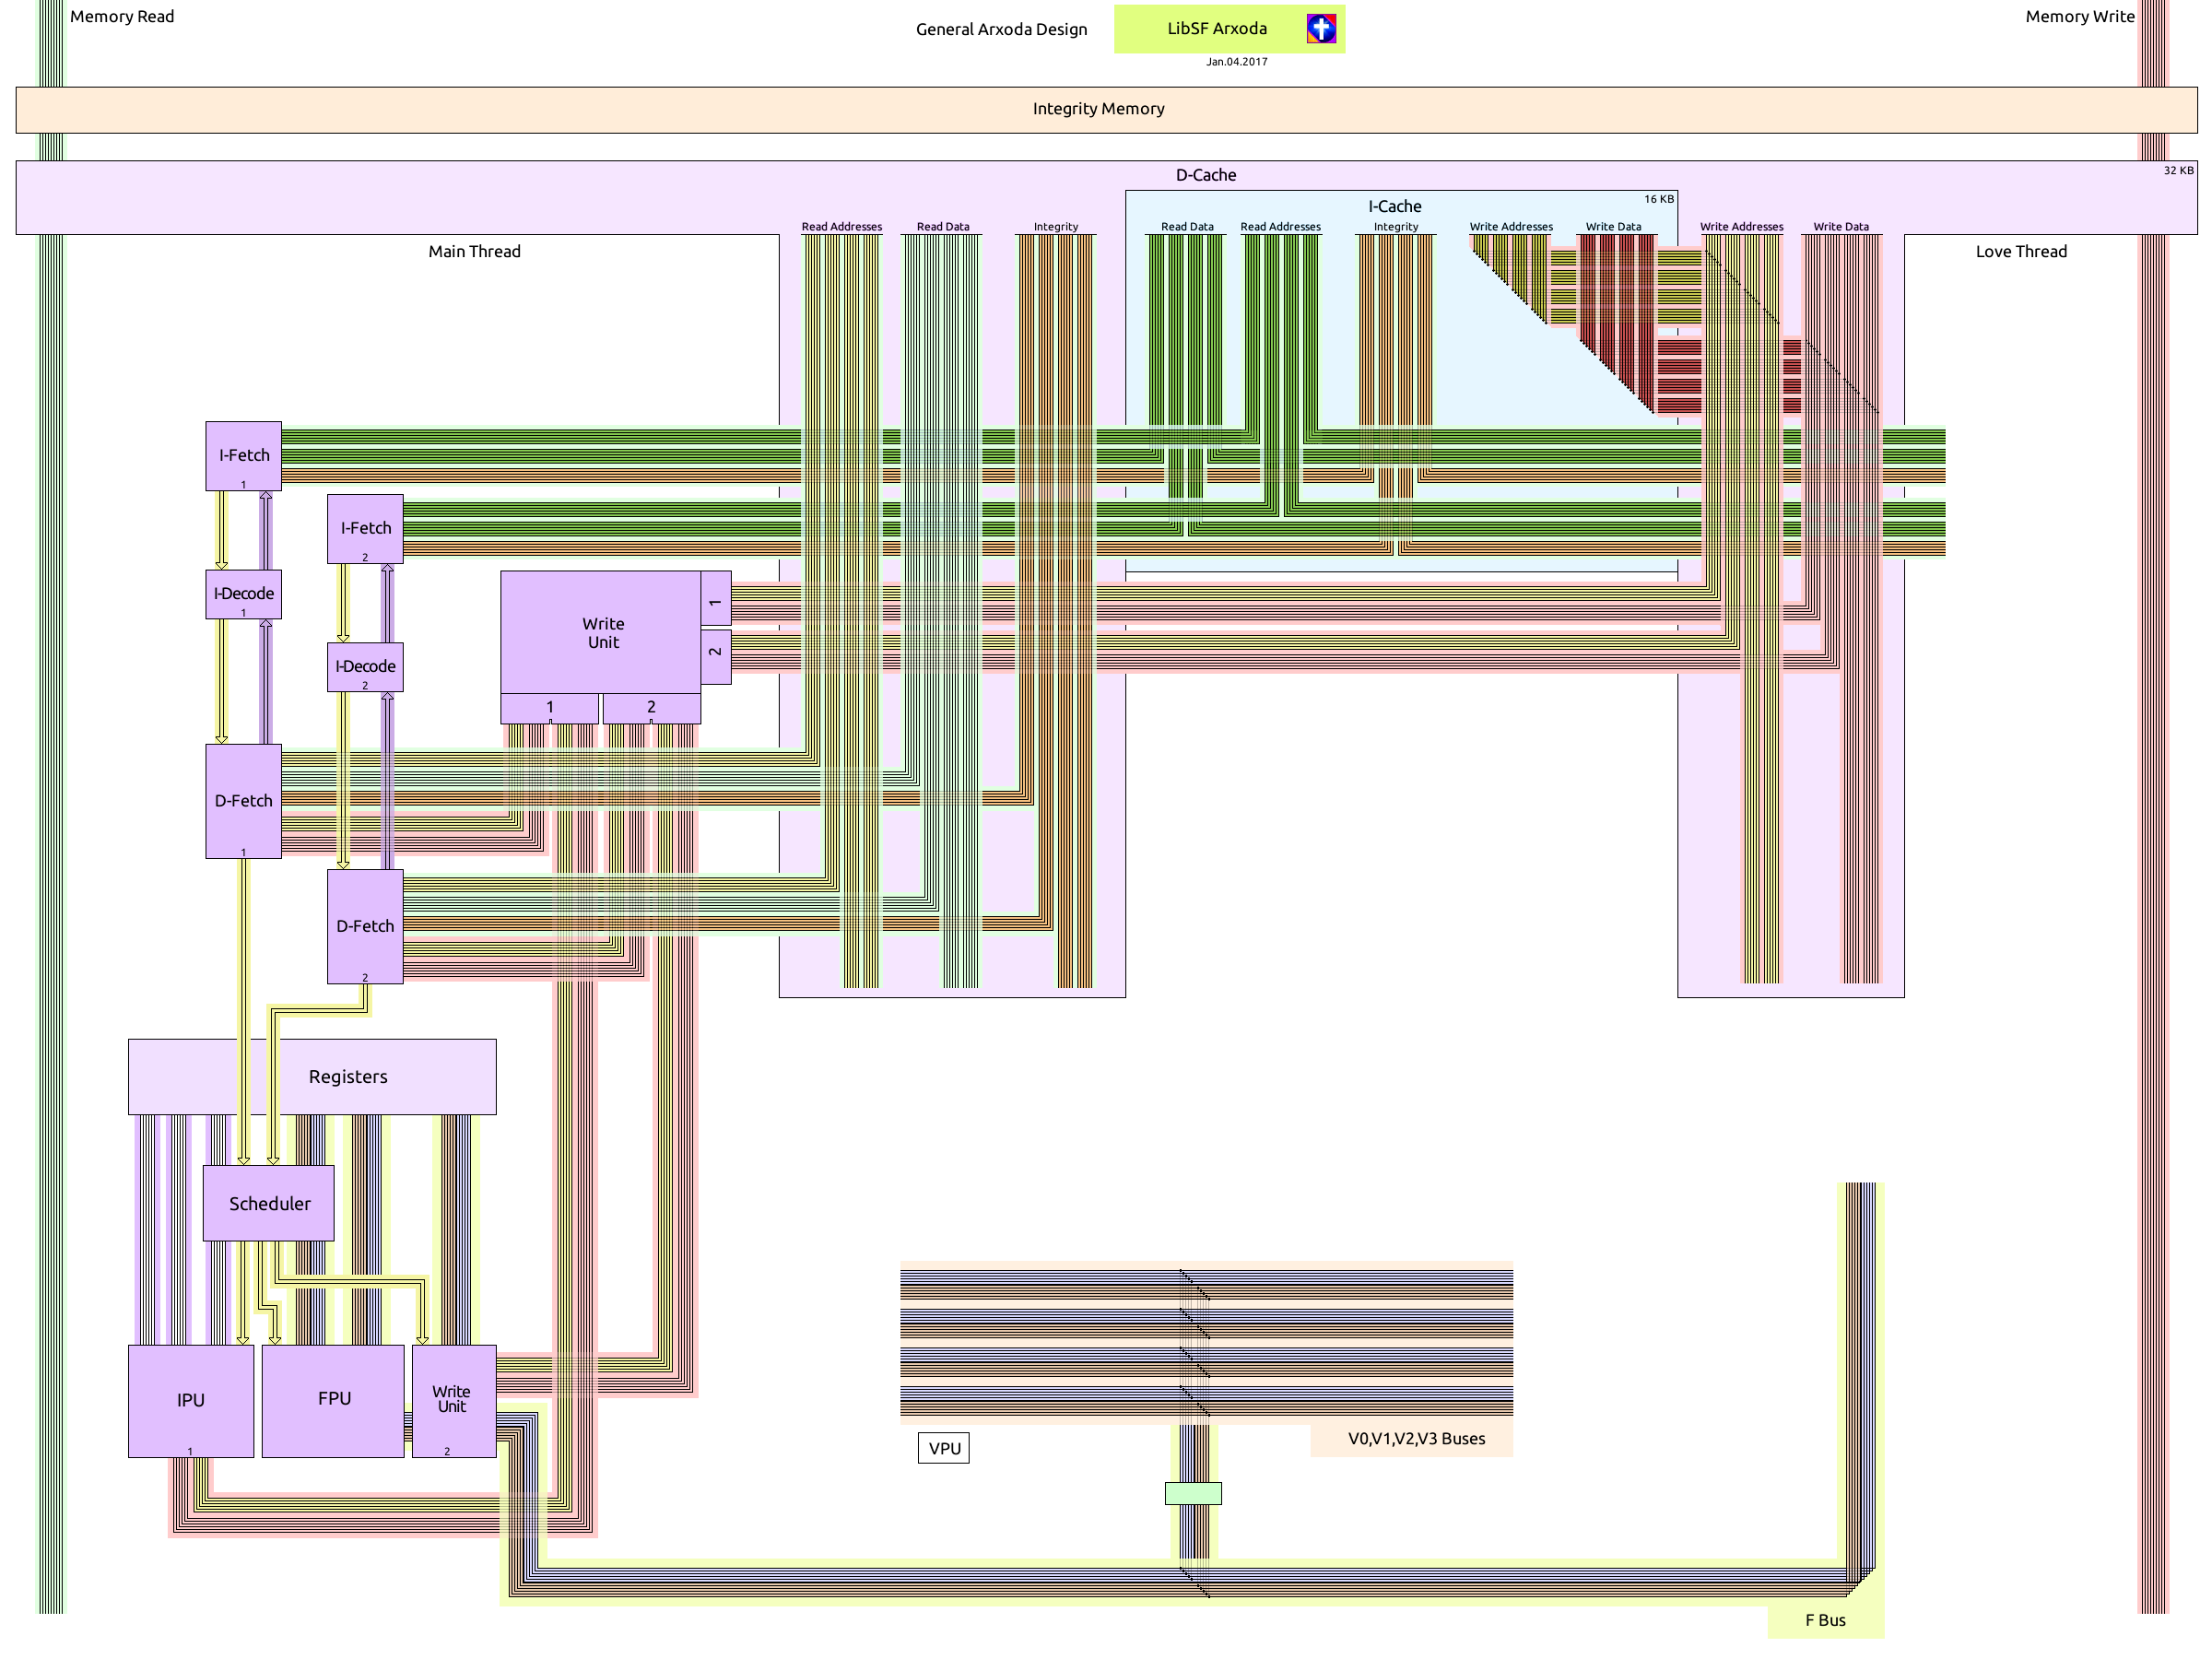 Memory Read
General Arxoda Design
LibSF Arxoda
Memory Write
Jan.04.2017
Integrity Memory
D-Cache
32 KB
I-Cache
16 KB
Read Addresses
Read Data
Integrity
Read Data
Read Addresses
Integrity
Write Addresses
Write Data
Write Addresses
Write Data
Main Thread
Love Thread
I-Fetch
1
I-Fetch
2
I-Decode
1
I-Decode
2
Write
Unit
1
2
1
2
D-Fetch
1
D-Fetch
2
Registers
Scheduler
IPU
1
FPU
Write
Unit
2
VPU
V0,V1,V2,V3 Buses
F Bus